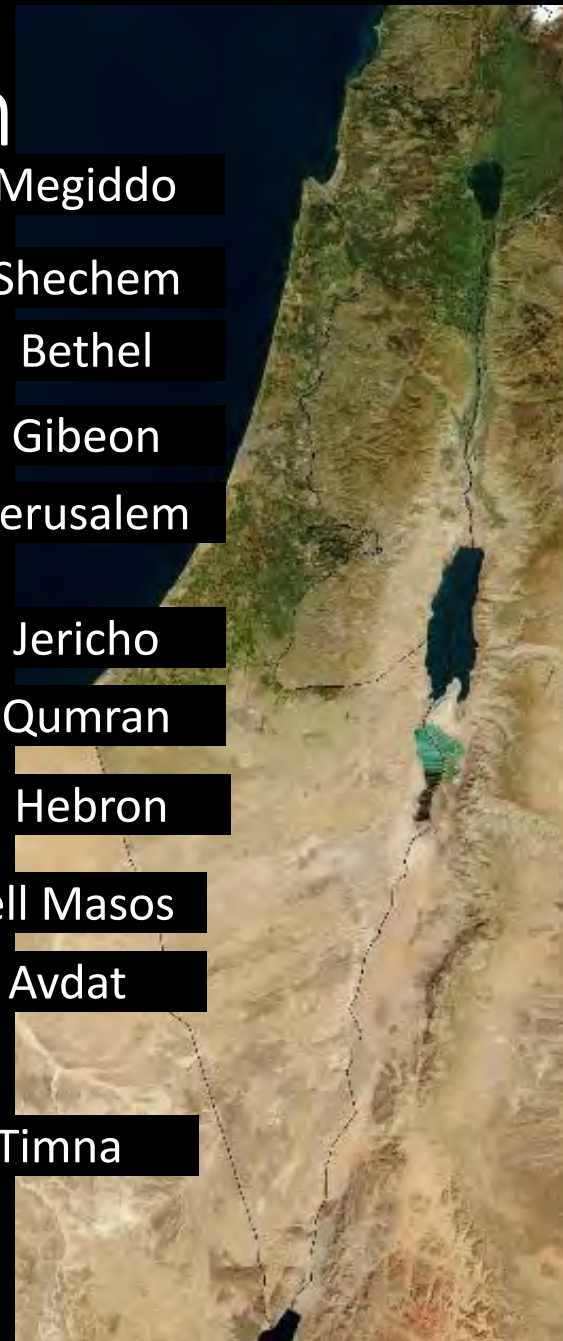 n
Megiddo
Shechem
Bethel
Gibeon
erusalem
Jericho
Qumran
Hebron
ell Masos
Avdat
Timna